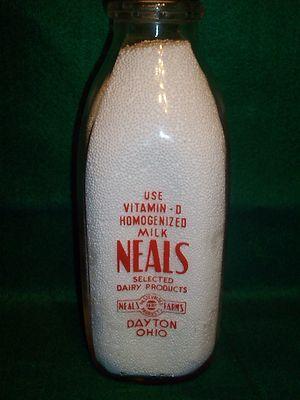 USE
VITAMIN-D
HOMOGENIZED
MILK
NEALS
SELECTED
DAIRY PRODUCTS
NEALS FARMS
DAYTON
OHIO